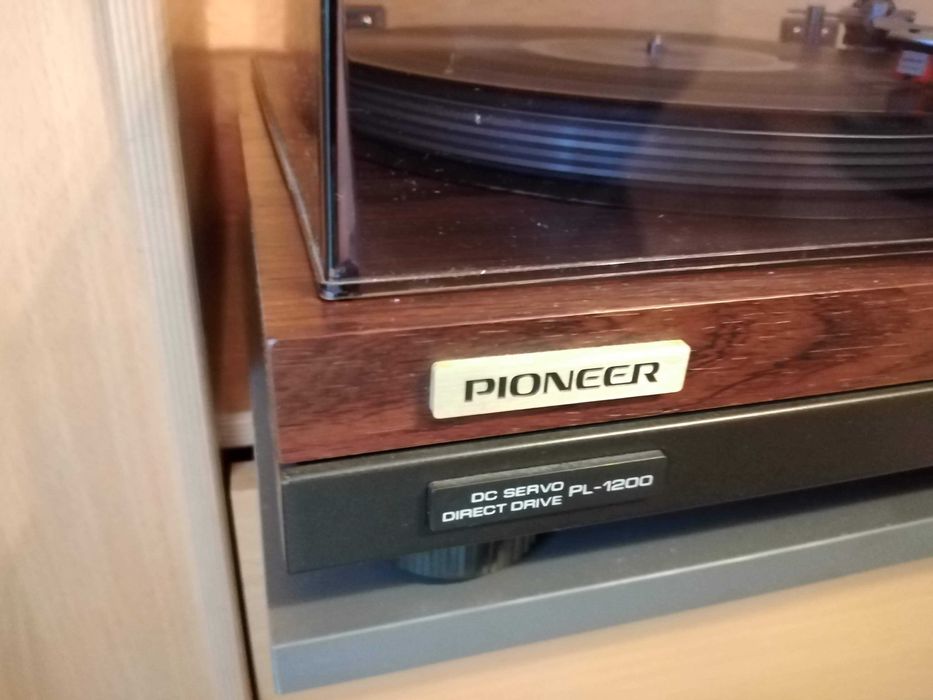 PIONEER
DC SERVO
DIRECT DRIVE PL-1200